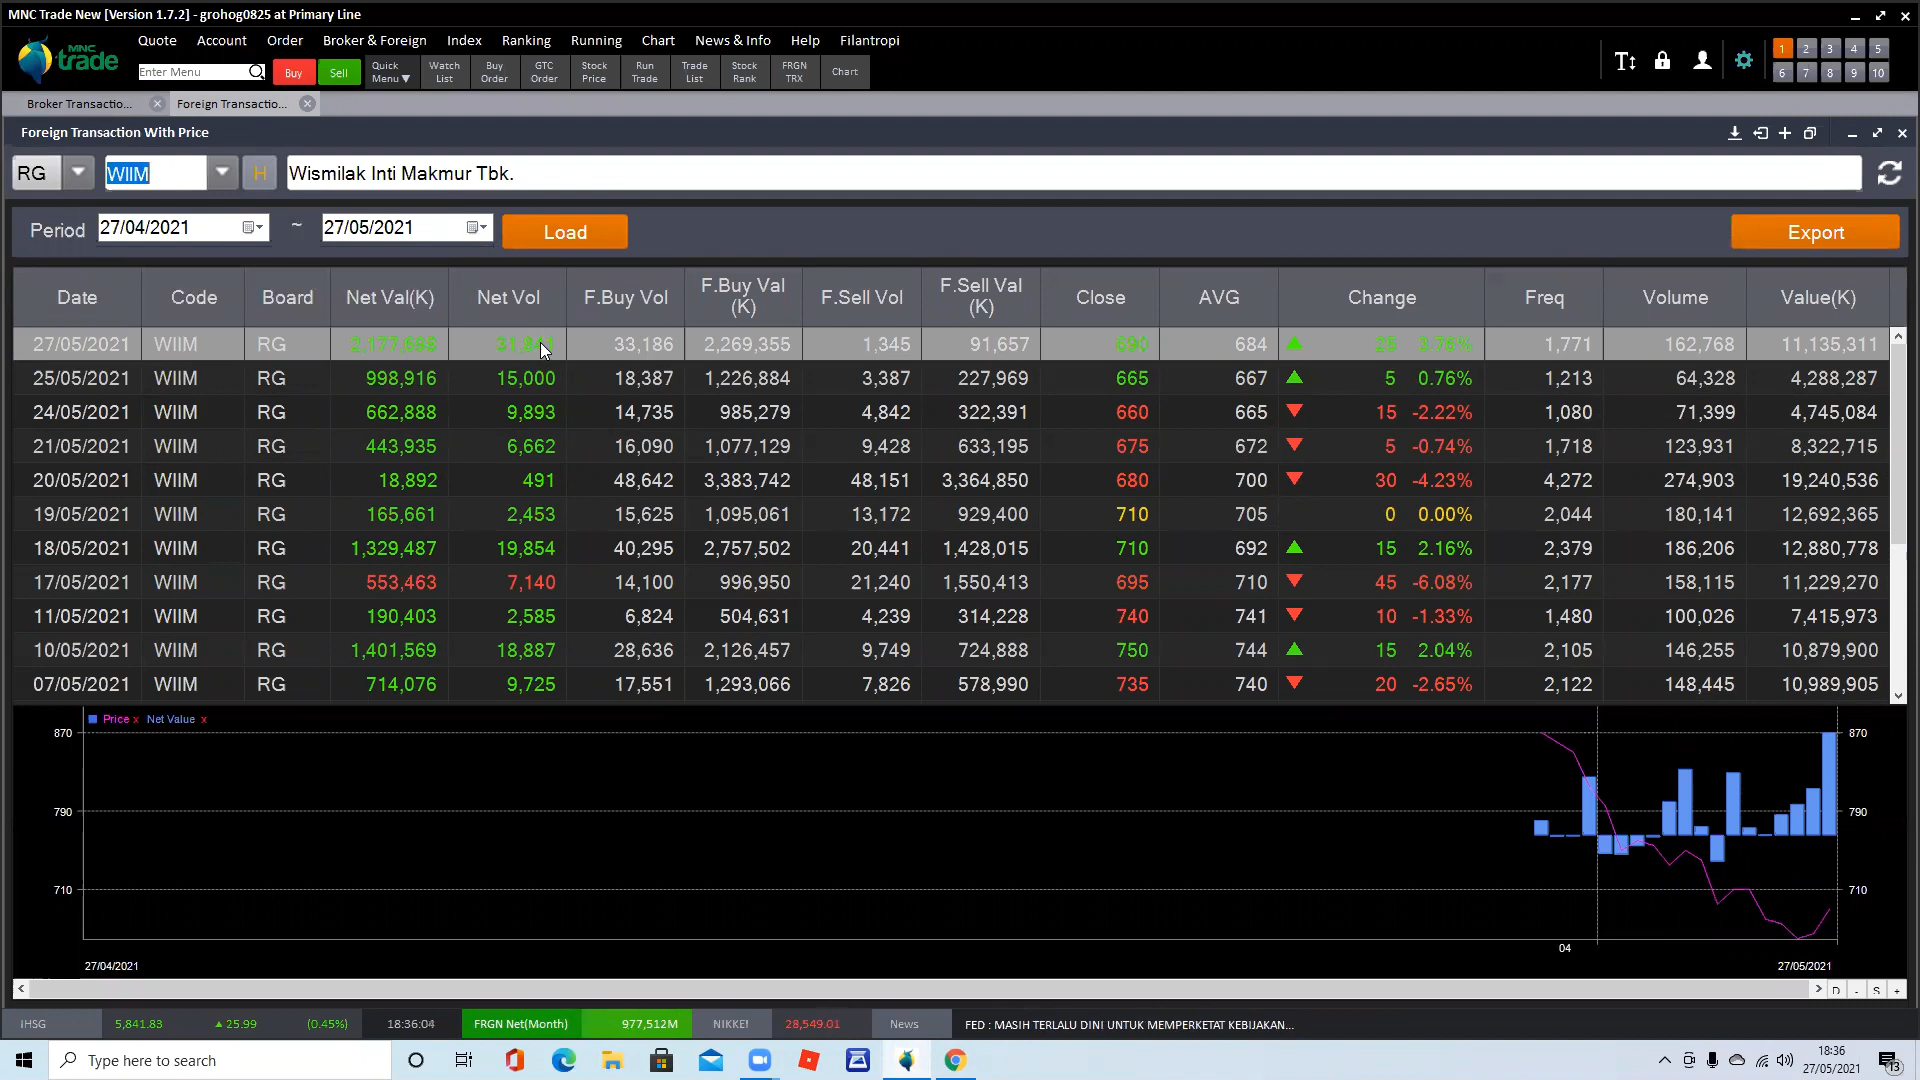 MNC Trade New [Version 1.7.2] - grohog0825 at Primary Line
MNC trade
Quote Account Order Broker & Foreign Index Ranking Running Chart News & Info Help Filantropi
Enter Menu Buy Sell Quick Menu▼ Watch List Buy Order GTC Order Stock Price Run Trade Trade List Stock Rank FRGN TRX Chart
1 2 3 4 5
6 7 8 9 10
Broker Transactio... Foreign Transactio...
Foreign Transaction With Price
RG WIIM H Wismilak Inti Makmur Tbk.
Period 27/04/2021 ~ 27/05/2021 Load Export
Date Code Board Net Val(K) Net Vol F.Buy Vol F.Buy Val (K) F.Sell Vol F.Sell Val (K) Close AVG Change Freq Volume Value(K)
27/05/2021 WIIM RG 2,177,698 33,186 2,269,355 1,345 91,657 690 684 25 3.76% 1,771 162,768 11,135,311
25/05/2021 WIIM RG 998,916 15,000 18,387 1,226,884 3,387 227,969 665 667 5 0.76% 1,213 64,328 4,288,287
24/05/2021 WIIM RG 662,888 9,893 14,735 985,279 4,842 322,391 660 665 15 -2.22% 1,080 71,399 4,745,084
21/05/2021 WIIM RG 443,935 6,662 16,090 1,077,129 9,428 633,195 675 672 5 -0.74% 1,718 123,931 8,322,715
20/05/2021 WIIM RG 18,892 491 48,642 3,383,742 48,151 3,364,850 680 700 30 -4.23% 4,272 274,903 19,240,536
19/05/2021 WIIM RG 165,661 2,453 15,625 1,095,061 13,172 929,400 710 705 0 0.00% 2,044 180,141 12,692,365
18/05/2021 WIIM RG 1,329,487 19,854 40,295 2,757,502 20,441 1,428,015 710 692 15 2.16% 2,379 186,206 12,880,778
17/05/2021 WIIM RG 553,463 7,140 14,100 996,950 21,240 1,550,413 695 710 45 -6.08% 2,177 158,115 11,229,270
11/05/2021 WIIM RG 190,403 2,585 6,824 504,631 4,239 314,228 740 741 10 -1.33% 1,480 100,026 7,415,973
10/05/2021 WIIM RG 1,401,569 18,887 28,636 2,126,457 9,749 724,888 750 744 15 2.04% 2,105 146,255 10,879,900
07/05/2021 WIIM RG 714,076 9,725 17,551 1,293,066 7,826 578,990 735 740 20 -2.65% 2,122 148,445 10,989,905
Price x Net Value x
870 870
790 790
710 710
04
27/04/2021 27/05/2021
D - S +
IHSG 5,841.83 ▲25.99 (0.45%) 18:36:04 FRGN Net(Month) 977,512M NIKKEI 28,549.01 News FED : MASIH TERLALU DINI UNTUK MEMPERKETAT KEBIJAKAN...
Type here to search
18:36
27/05/2021
13